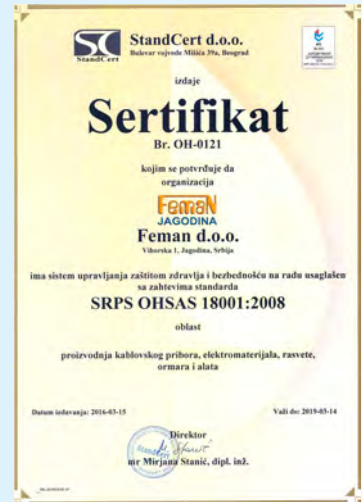 SC
StandCert
StandCert d.o.o.
Bulevar vojvode Mišića 39a, Beograd
izdaje
Sertifikat
Br. OH-0121
kojim se potvrđuje da
organizacija
FemaN
JAGODINA
Feman d.o.o.
Viborska 1, Jagodina, Srbija
ima sistem upravljanja zaštitom zdravlja i bezbednošću na radu usaglašen
sa zahtevima standarda
SRPS OHSAS 18001:2008
oblast
proizvodnja kablovskog pribora, elektromaterijala, rasvete,
ormara i alata
Datum izdavanja: 2016-03-15
Važi do: 2019-03-14
Direktor
mr Mirjana Stanić, dipl. inž.